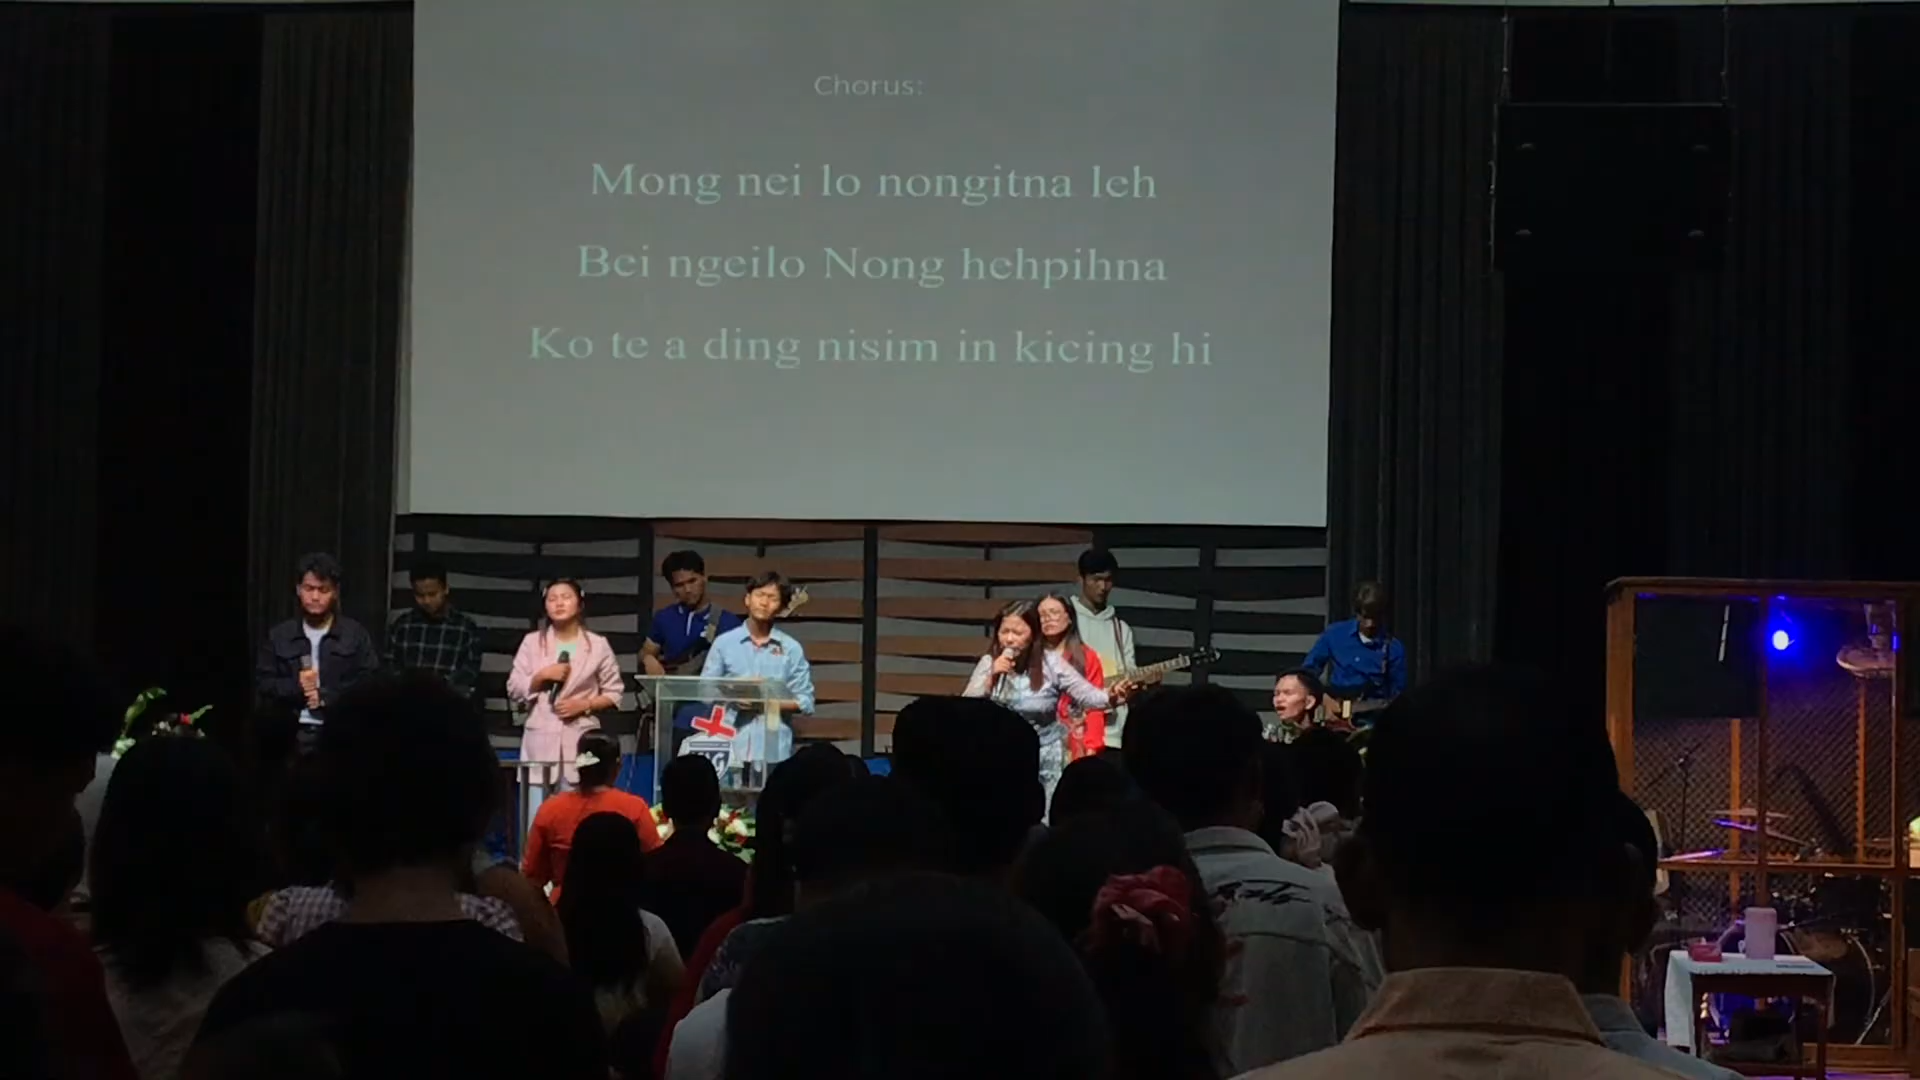 Chorus:
Mong nei lo nongitna leh
Bei ngeilo Nong hehpihna
Ko te a ding nisim in kicing hi